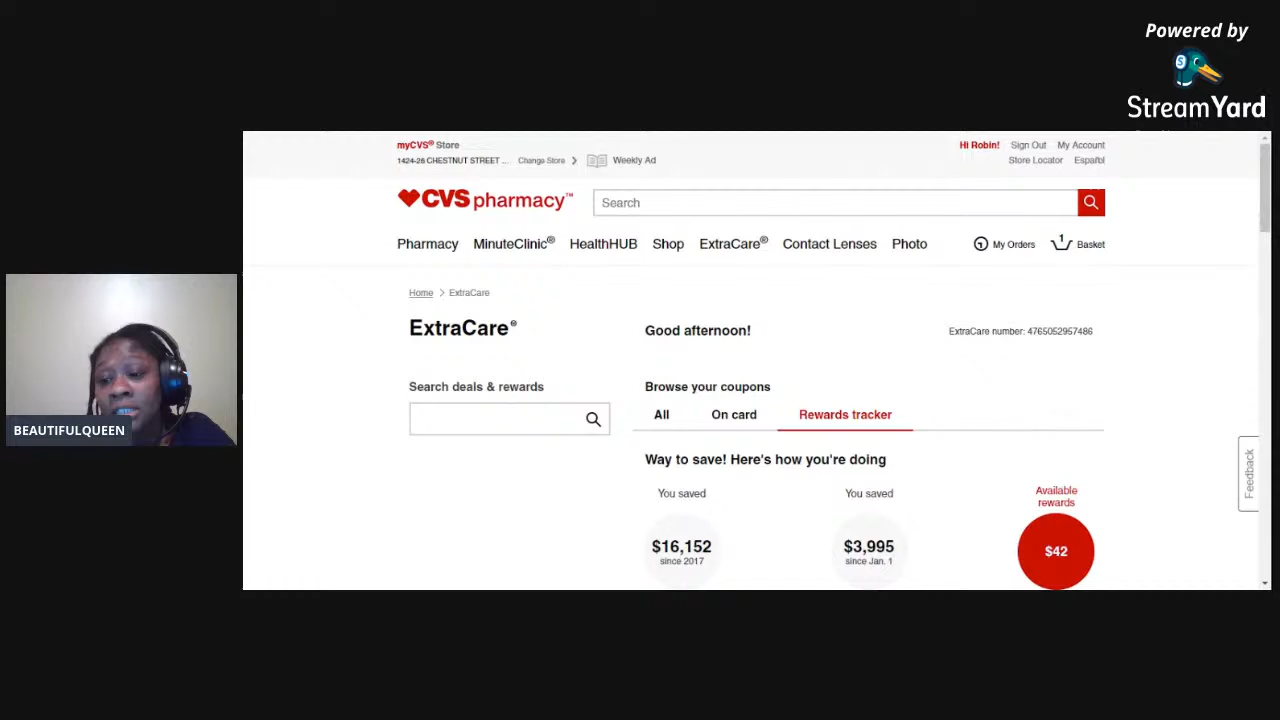 Powered by
StreamYard
myCVS® Store
1424-26 CHESTNUT STREET ...
Change Store
Weekly Ad
Hi Robin!
Sign Out
My Account
Store Locator
Español
CVS pharmacy™
Search
Pharmacy
MinuteClinic®
HealthHUB
Shop
ExtraCare®
Contact Lenses
Photo
My Orders
1
Basket
Home > ExtraCare
ExtraCare®
Good afternoon!
ExtraCare number: 4765052957486
Search deals & rewards
Browse your coupons
All
On card
Rewards tracker
Way to save! Here's how you're doing
You saved
$16,152
since 2017
You saved
$3,995
since Jan. 1
Available
rewards
$42
Feedback
BEAUTIFULQUEEN